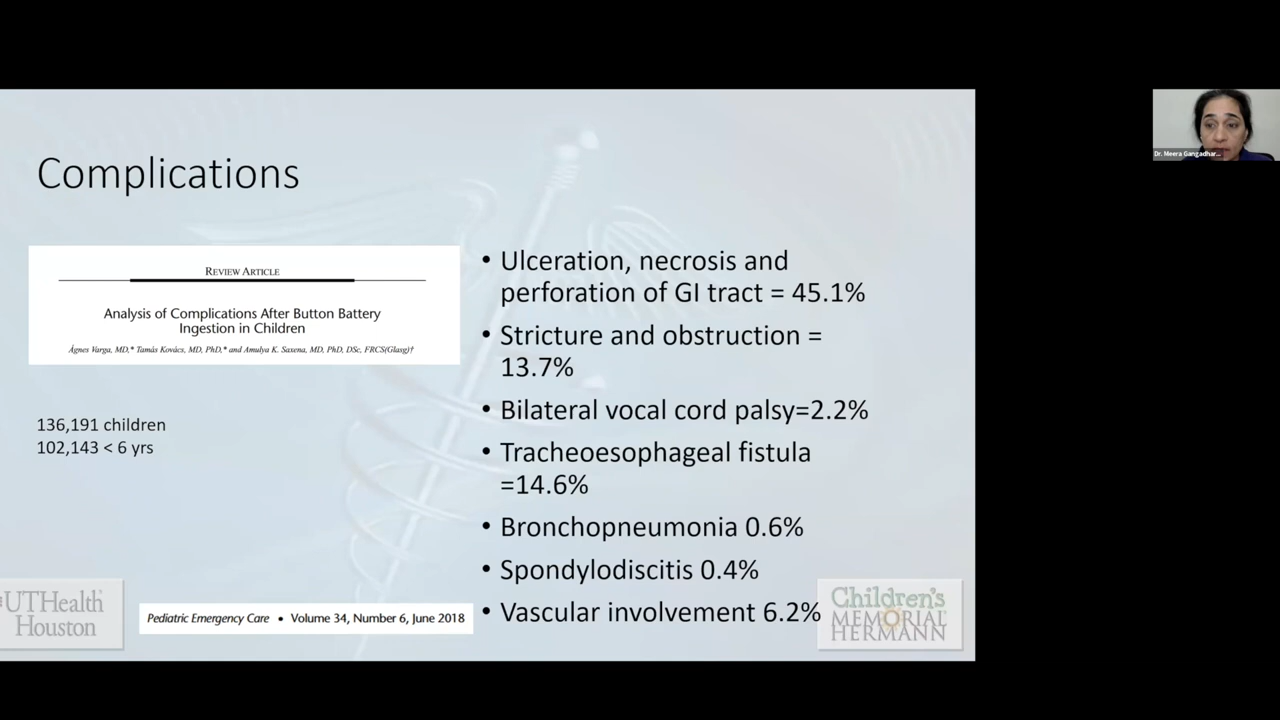 Complications
REVIEW ARTICLE
Analysis of Complications After Button Battery
Ingestion in Children
Ágnes Varga, MD,* Tamás Kovács, MD, PhD,* and Amulya K. Saxena, MD, PhD, DSc, FRCS(Glasg)†
136,191 children
102,143 < 6 yrs
• Ulceration, necrosis and
perforation of GI tract = 45.1%
• Stricture and obstruction =
13.7%
• Bilateral vocal cord palsy=2.2%
• Tracheoesophageal fistula
=14.6%
• Bronchopneumonia 0.6%
• Spondylodiscitis 0.4%
• Vascular involvement 6.2%
UTHealth
Houston
Pediatric Emergency Care • Volume 34, Number 6, June 2018
Children's
MEMORIAL
HERMANN
Dr. Meera Gangadhar...